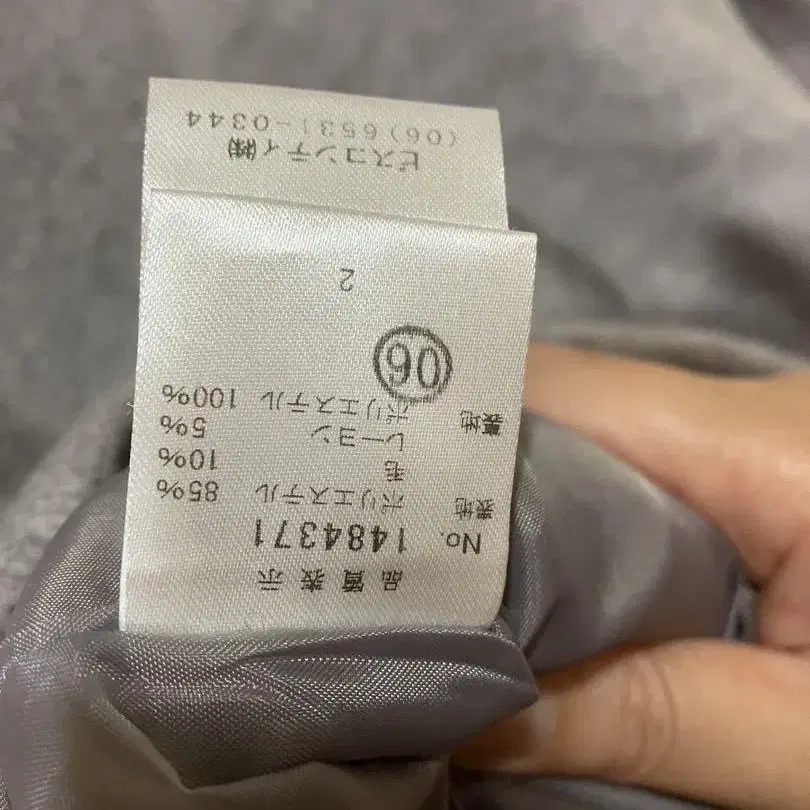 品質表示
No. 1484371
表地 ポリエステル 85%
毛 10%
レーヨン 5%
裏地 ポリエステル 100%
06
2
ビスコンティ㈱
(06)6531-0344